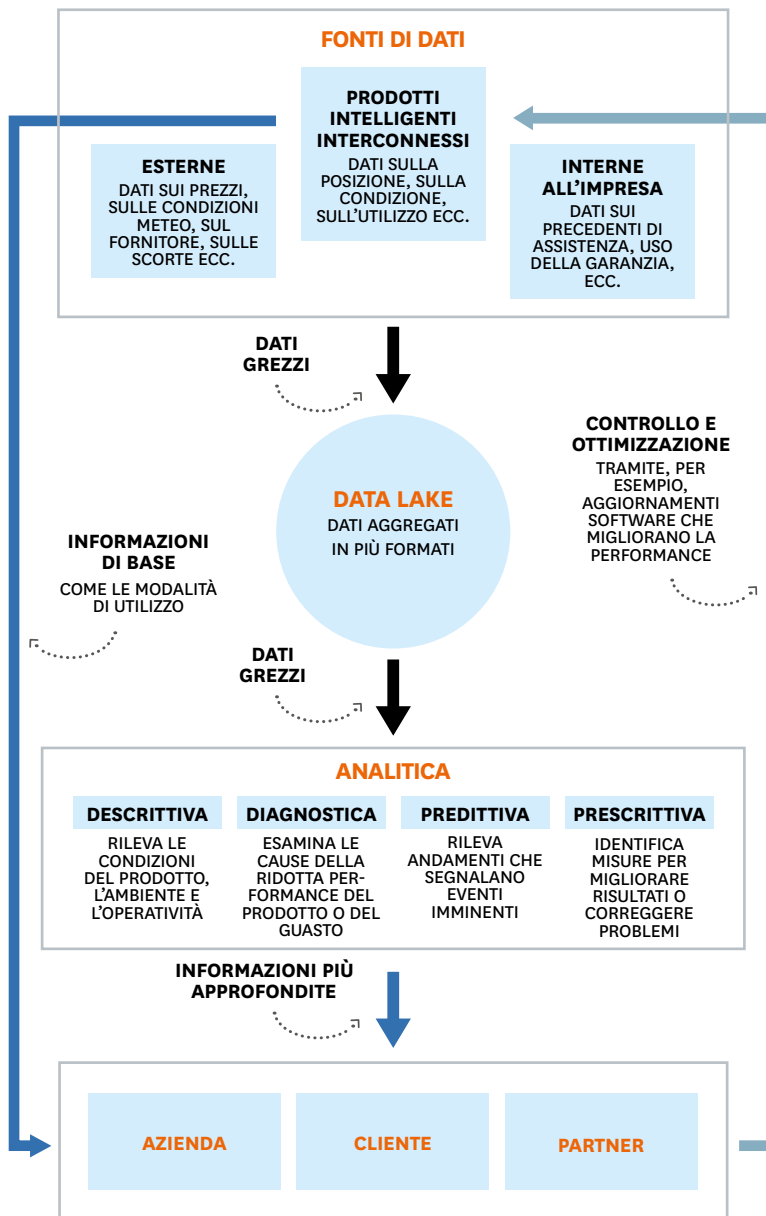 FONTI DI DATI
PRODOTTI
INTELLIGENTI
INTERCONNESSI
DATI SULLA
POSIZIONE, SULLA
CONDIZIONE,
SULL'UTILIZZO ECC.
ESTERNE
DATI SUI PREZZI,
SULLE CONDIZIONI
METEO, SUL
FORNITORE, SULLE
SCORTE ECC.
INTERNE
ALL'IMPRESA
DATI SUI
PRECEDENTI DI
ASSISTENZA, USO
DELLA GARANZIA,
ECC.
DATI
GREZZI
CONTROLLO E
OTTIMIZZAZIONE
TRAMITE, PER
ESEMPIO,
AGGIORNAMENTI
SOFTWARE CHE
MIGLIORANO LA
PERFORMANCE
DATA LAKE
DATI AGGREGATI
IN PIÙ FORMATI
INFORMAZIONI
DI BASE
COME LE MODALITÀ
DI UTILIZZO
DATI
GREZZI
ANALITICA
DESCRITTIVA
RILEVA LE
CONDIZIONI
DEL PRODOTTO,
L'AMBIENTE E
L'OPERATIVITÀ
DIAGNOSTICA
ESAMINA LE
CAUSE DELLA
RIDOTTA PER-
FORMANCE DEL
PRODOTTO O DEL
GUASTO
PREDITTIVA
RILEVA
ANDAMENTI CHE
SEGNALANO
EVENTI
IMMINENTI
PRESCRITTIVA
IDENTIFICA
MISURE PER
MIGLIORARE
RISULTATI O
CORREGGERE
PROBLEMI
INFORMAZIONI PIÙ
APPROFONDITE
AZIENDA
CLIENTE
PARTNER